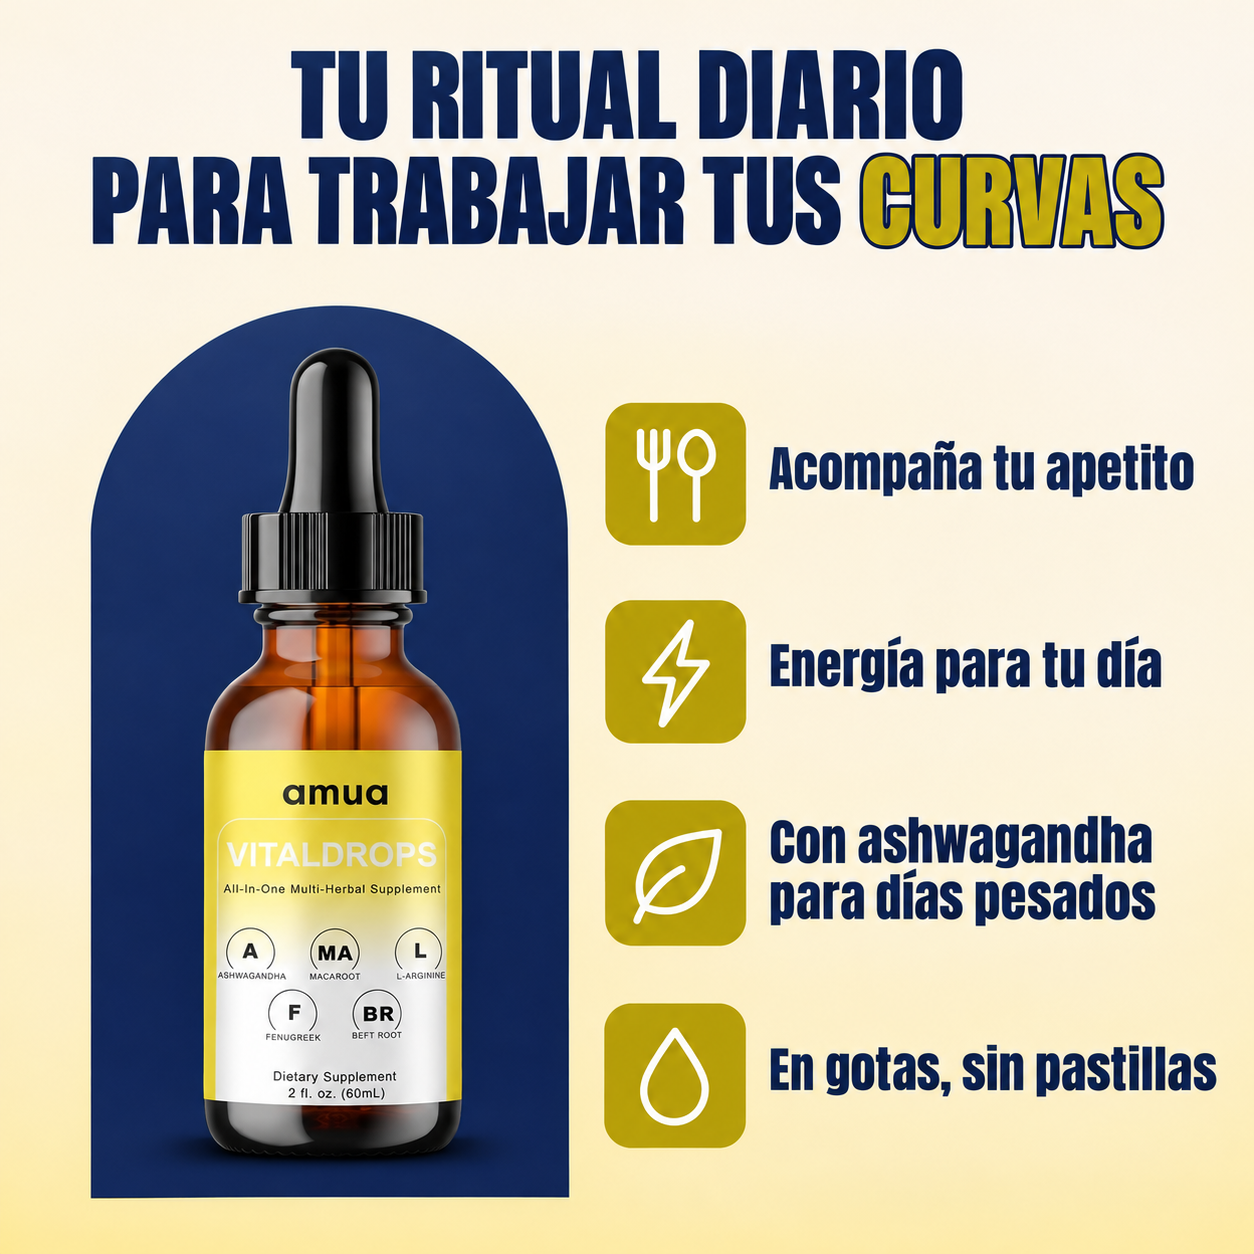 TU RITUAL DIARIO
PARA TRABAJAR TUS CURVAS
Acompaña tu apetito
Energía para tu día
Con ashwagandha
para días pesados
En gotas, sin pastillas
amua
VITALDROPS
All-In-One Multi-Herbal Supplement
A MA L
ASHWAGANDHA MACAROOT L-ARGININE
F BR
FENUGREEK BEFT ROOT
Dietary Supplement
2 fl. oz. (60mL)